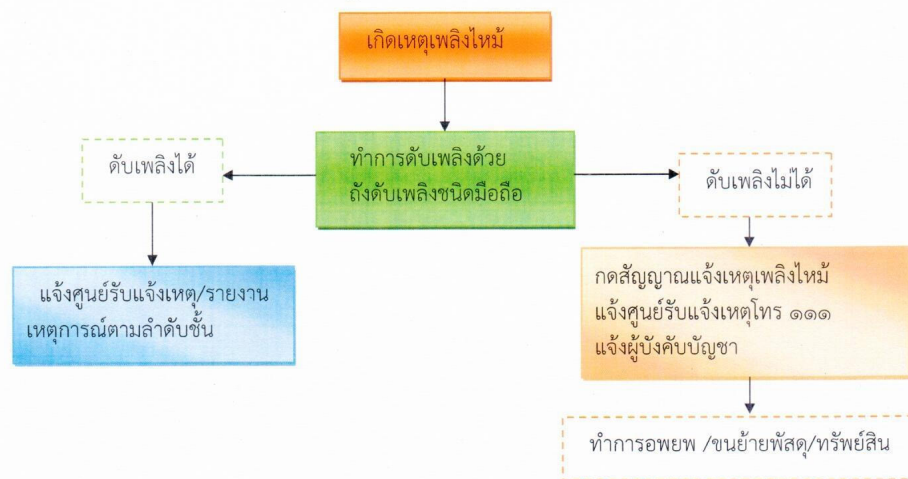 เกิดเหตุเพลิงไหม้
ทำการดับเพลิงด้วย
ถังดับเพลิงชนิดมือถือ
ดับเพลิงได้
ดับเพลิงไม่ได้
แจ้งศูนย์รับแจ้งเหตุ/รายงาน
เหตุการณ์ตามลำดับชั้น
กดสัญญาณแจ้งเหตุเพลิงไหม้
แจ้งศูนย์รับแจ้งเหตุโทร ๑๑๑
แจ้งผู้บังคับบัญชา
ทำการอพยพ /ขนย้ายพัสดุ/ทรัพย์สิน